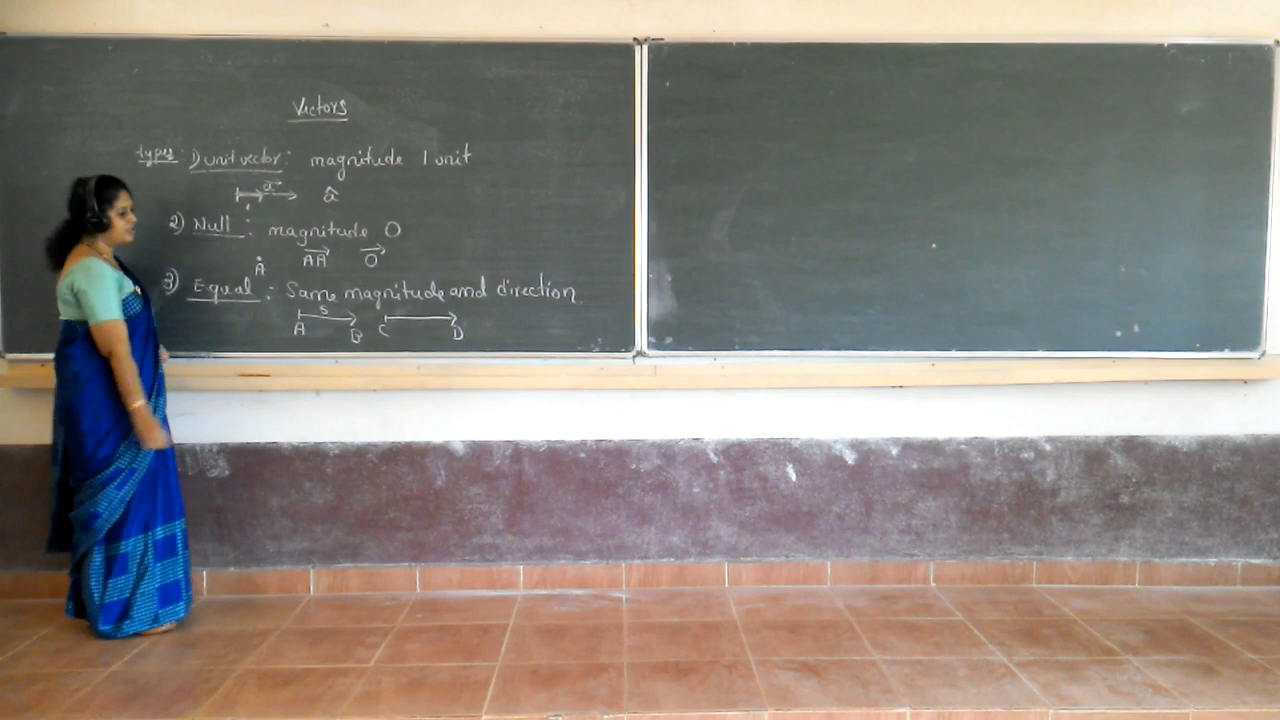 Vectors
types: 1) unit vector: magnitude 1 unit
a⃗ â
2) Null: magnitude 0
A AA⃗ 0⃗
3) Equal: Same magnitude and direction
5
A B C D